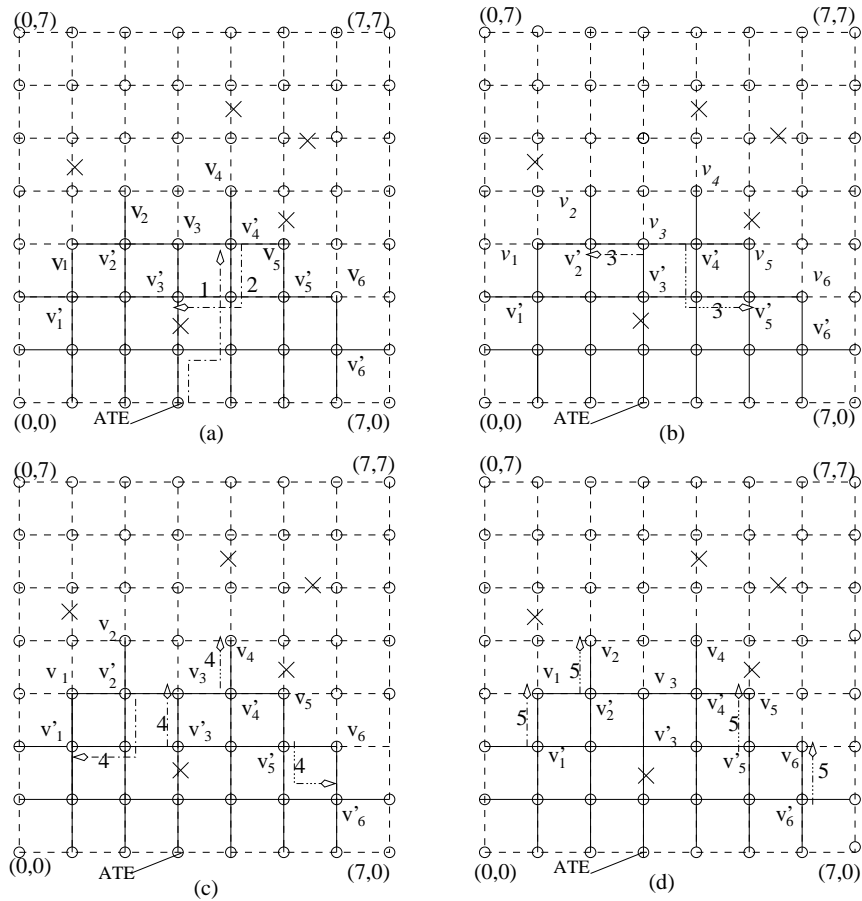 (0,7) (7,7)
v4
v2 v3
v'4
v1 v'2 v5
v'3 v'5 v6
1 2
v'1
v'6
ATE
(0,0) (7,0)
(a)
(0,7) (7,7)
v4
v2
v3
v1 v'2 3 v'4 v5
v'3 v6
v'1 3 v'5
v'6
ATE
(0,0) (7,0)
(b)
(0,7) (7,7)
v2 v4
4
v1 v'2 v3 v5
v'4
v'1 4 v'3 v6
4 v'5 4
v'6
(0,0) ATE (7,0)
(c)
(0,7) (7,7)
v2 v4
v1 5 v3
v'2 v'4 v5
5 v'3 5
v'1 v'5 v6
5
v'6
ATE
(0,0) (7,0)
(d)